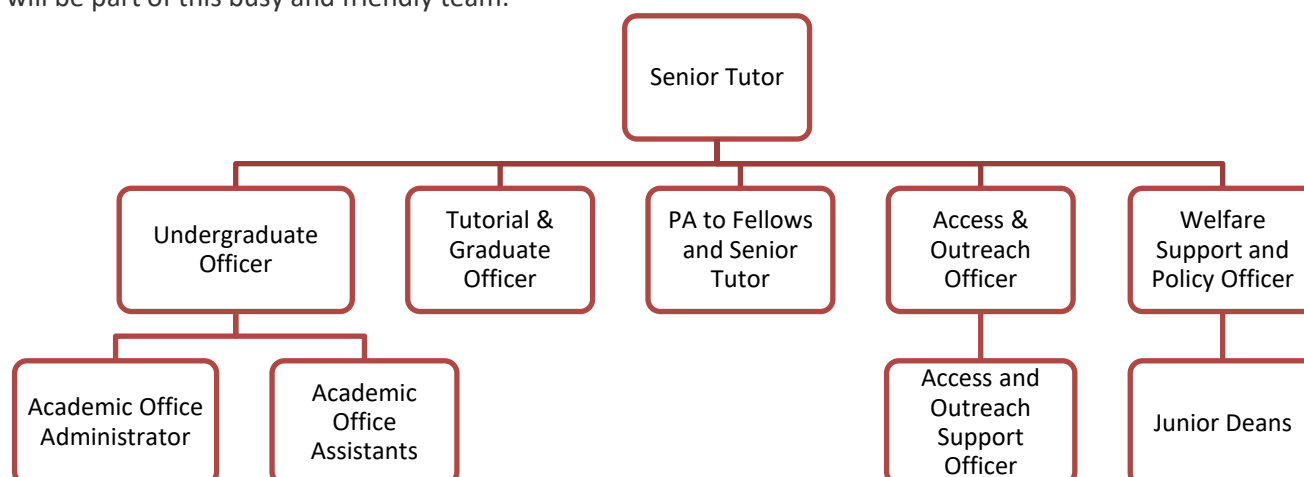 will be part of this busy and friendly team.
Senior Tutor
Undergraduate
Officer
Tutorial &
Graduate
Officer
PA to Fellows
and Senior
Tutor
Access &
Outreach
Officer
Welfare
Support and
Policy Officer
Academic Office
Administrator
Academic
Office
Assistants
Access and
Outreach
Support
Officer
Junior Deans